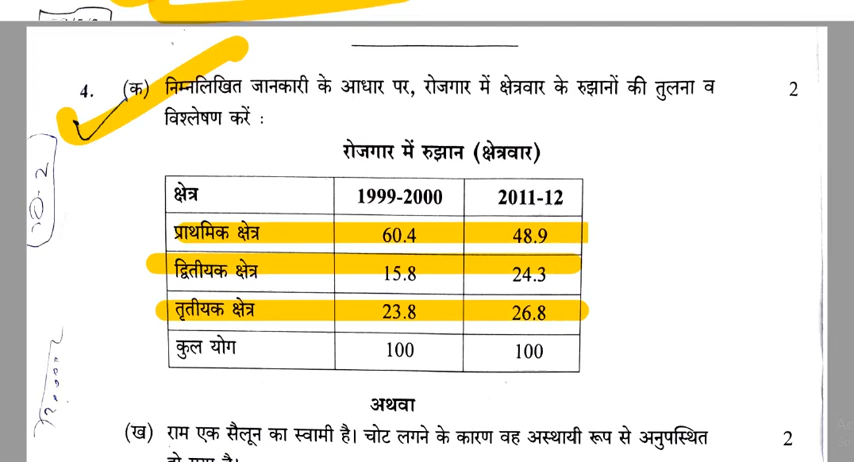 4. (क) निम्नलिखित जानकारी के आधार पर, रोजगार में क्षेत्रवार के रुझानों की तुलना व 2
विश्लेषण करें :
रोजगार में रुझान (क्षेत्रवार)
क्षेत्र 1999-2000 2011-12
प्राथमिक क्षेत्र 60.4 48.9
द्वितीयक क्षेत्र 15.8 24.3
तृतीयक क्षेत्र 23.8 26.8
कुल योग 100 100
अथवा
(ख) राम एक सैलून का स्वामी है। चोट लगने के कारण वह अस्थायी रूप से अनुपस्थित 2